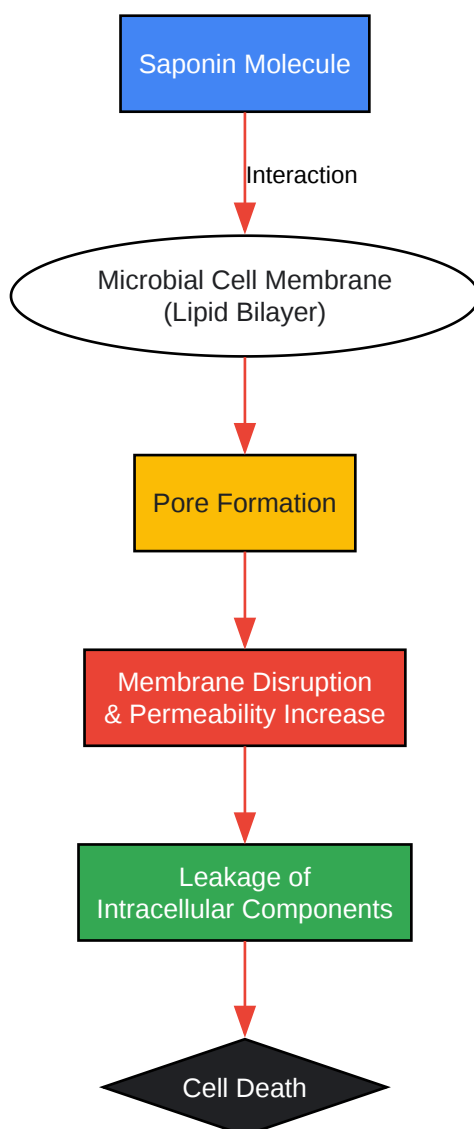 Saponin Molecule
Interaction
Microbial Cell Membrane
(Lipid Bilayer)
Pore Formation
Membrane Disruption
& Permeability Increase
Leakage of
Intracellular Components
Cell Death